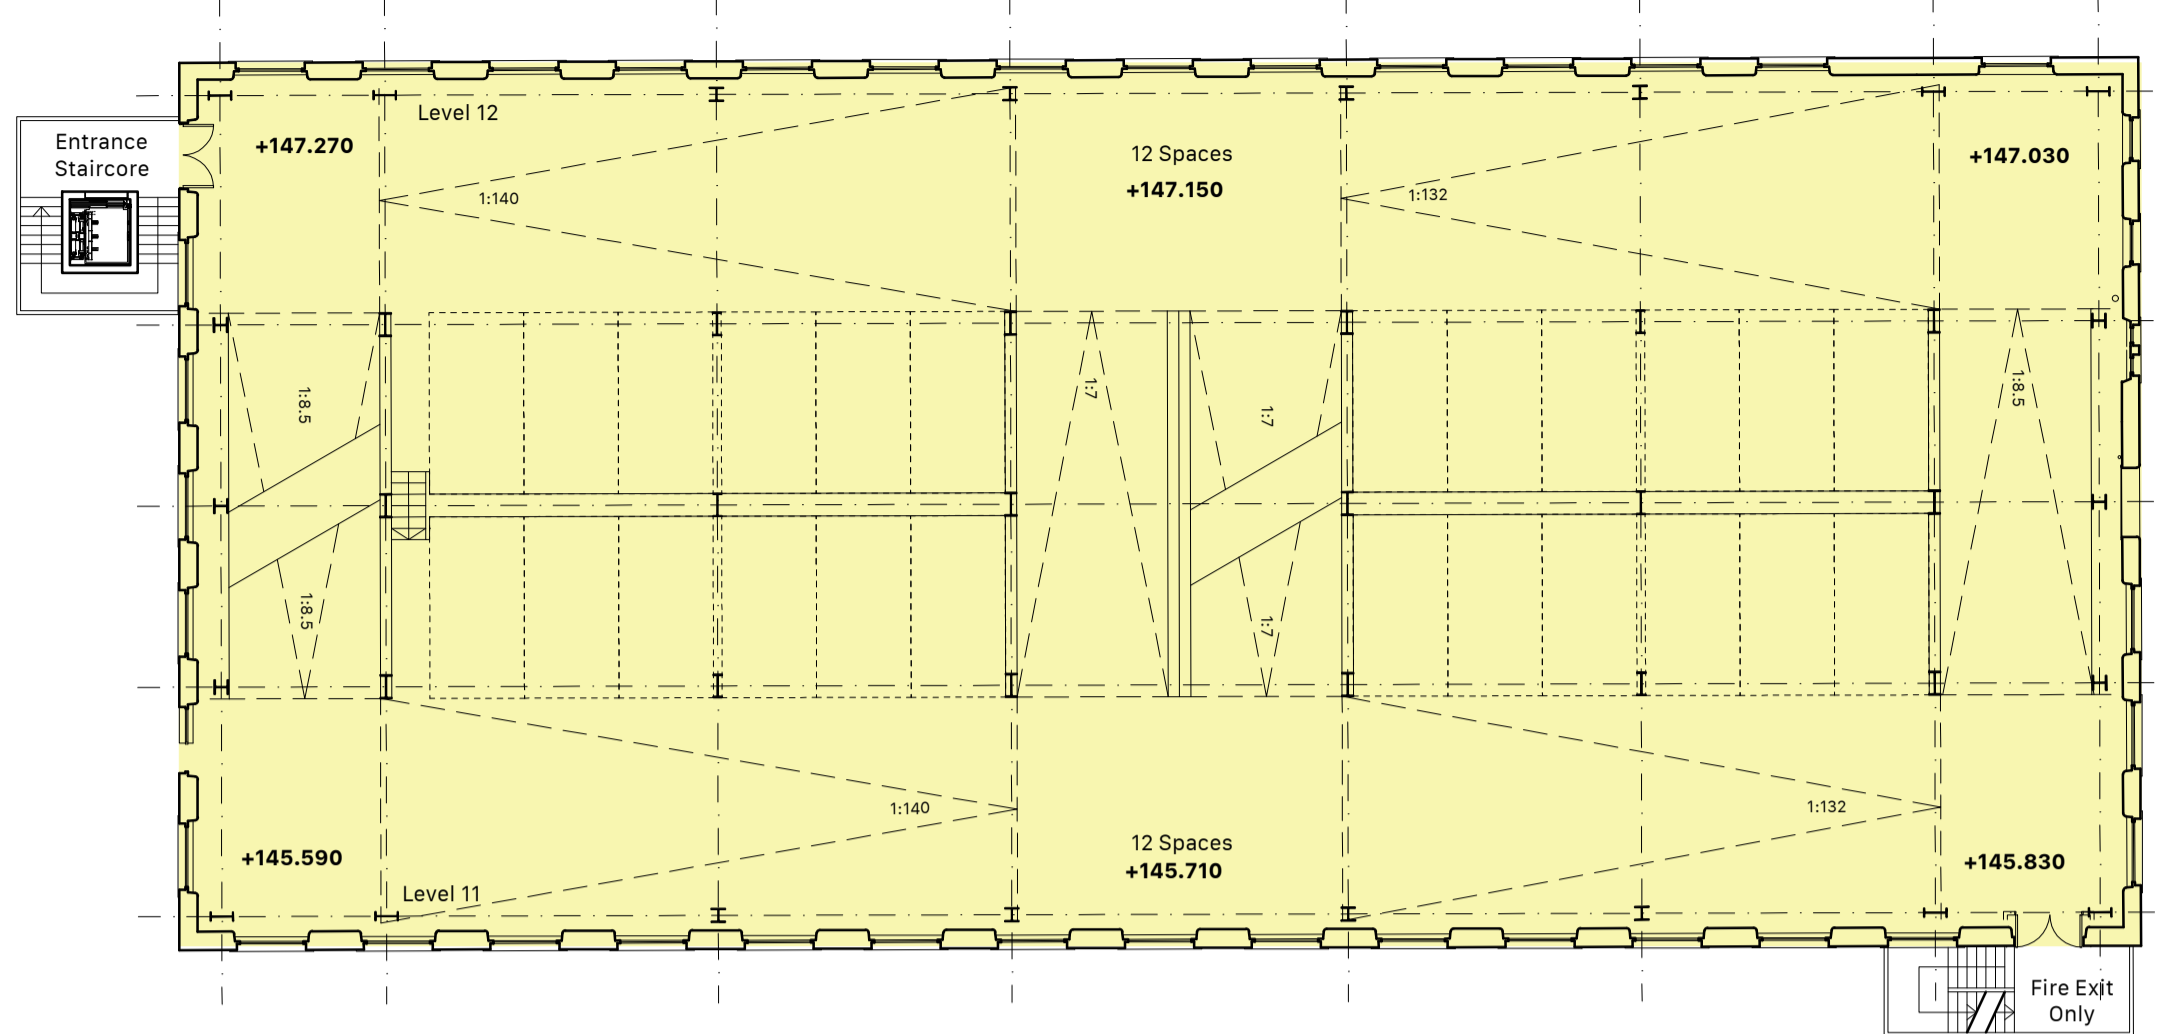 Level 12
Entrance
Staircore
+147.270
12 Spaces
+147.150
+147.030
1:140
1:132
1:8.5
1:7
1:7
1:8.5
1:8.5
1:7
1:140
1:132
12 Spaces
+145.590
+145.710
+145.830
Level 11
Fire Exit
Only